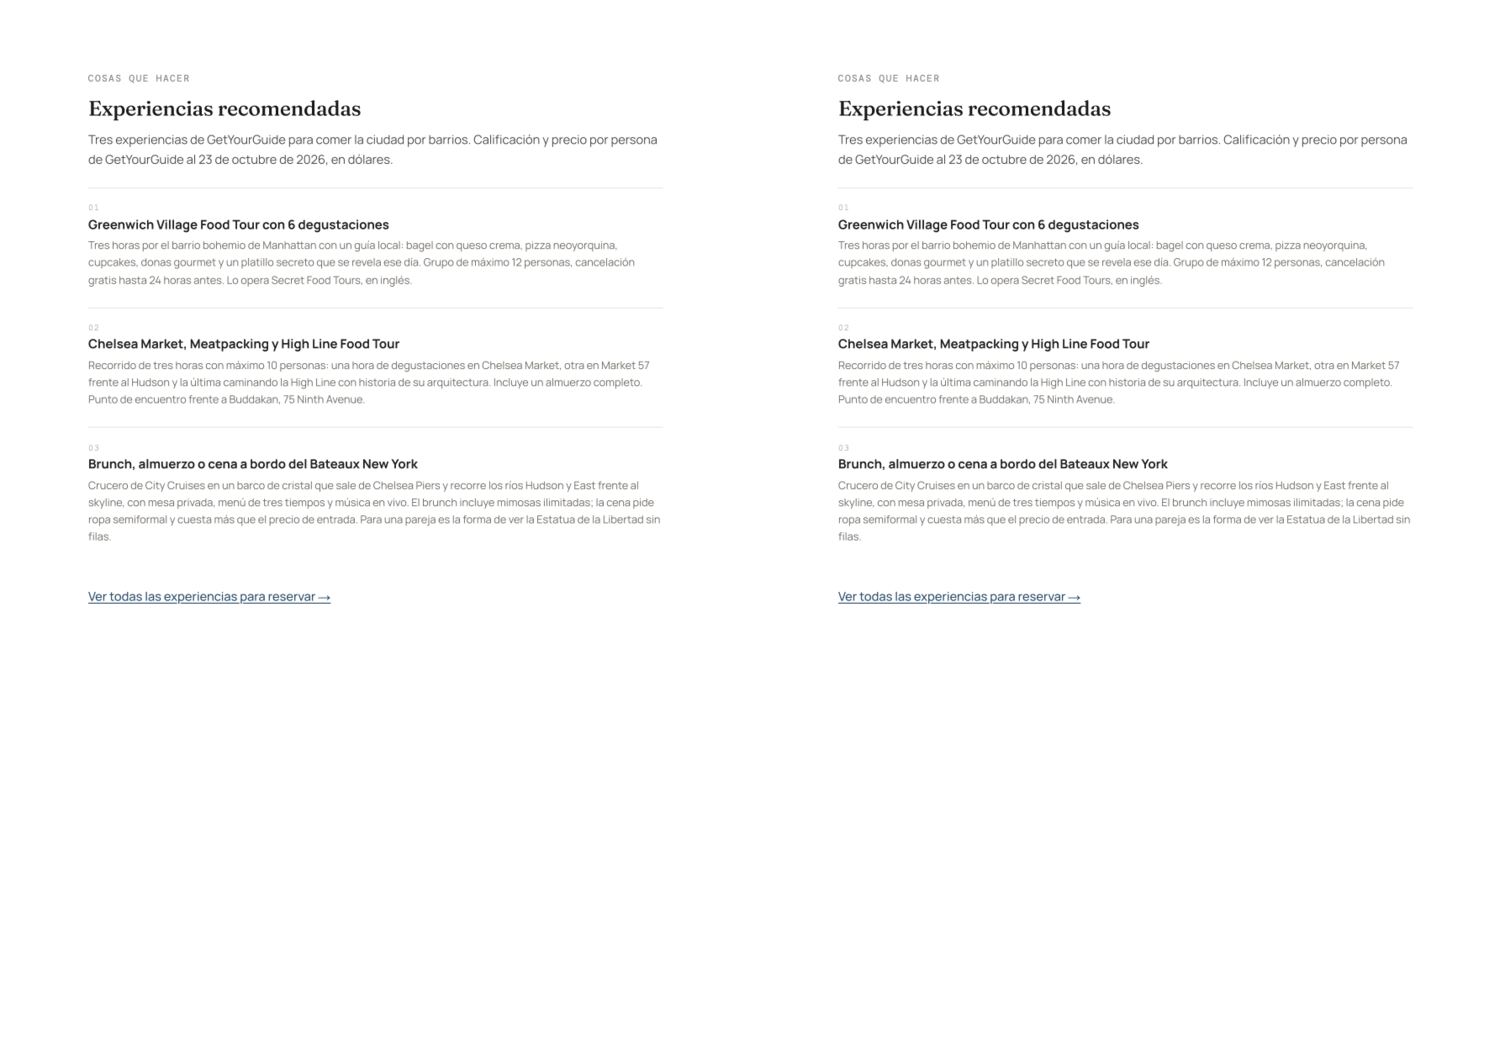 COSAS QUE HACER
Experiencias recomendadas
Tres experiencias de GetYourGuide para comer la ciudad por barrios. Calificación y precio por persona
de GetYourGuide al 23 de octubre de 2026, en dólares.
01
Greenwich Village Food Tour con 6 degustaciones
Tres horas por el barrio bohemio de Manhattan con un guía local: bagel con queso crema, pizza neoyorquina,
cupcakes, donas gourmet y un platillo secreto que se revela ese día. Grupo de máximo 12 personas, cancelación
gratis hasta 24 horas antes. Lo opera Secret Food Tours, en inglés.
02
Chelsea Market, Meatpacking y High Line Food Tour
Recorrido de tres horas con máximo 10 personas: una hora de degustaciones en Chelsea Market, otra en Market 57
frente al Hudson y la última caminando la High Line con historia de su arquitectura. Incluye un almuerzo completo.
Punto de encuentro frente a Buddakan, 75 Ninth Avenue.
03
Brunch, almuerzo o cena a bordo del Bateaux New York
Crucero de City Cruises en un barco de cristal que sale de Chelsea Piers y recorre los ríos Hudson y East frente al
skyline, con mesa privada, menú de tres tiempos y música en vivo. El brunch incluye mimosas ilimitadas; la cena pide
ropa semiformal y cuesta más que el precio de entrada. Para una pareja es la forma de ver la Estatua de la Libertad sin
filas.
Ver todas las experiencias para reservar →
COSAS QUE HACER
Experiencias recomendadas
Tres experiencias de GetYourGuide para comer la ciudad por barrios. Calificación y precio por persona
de GetYourGuide al 23 de octubre de 2026, en dólares.
01
Greenwich Village Food Tour con 6 degustaciones
Tres horas por el barrio bohemio de Manhattan con un guía local: bagel con queso crema, pizza neoyorquina,
cupcakes, donas gourmet y un platillo secreto que se revela ese día. Grupo de máximo 12 personas, cancelación
gratis hasta 24 horas antes. Lo opera Secret Food Tours, en inglés.
02
Chelsea Market, Meatpacking y High Line Food Tour
Recorrido de tres horas con máximo 10 personas: una hora de degustaciones en Chelsea Market, otra en Market 57
frente al Hudson y la última caminando la High Line con historia de su arquitectura. Incluye un almuerzo completo.
Punto de encuentro frente a Buddakan, 75 Ninth Avenue.
03
Brunch, almuerzo o cena a bordo del Bateaux New York
Crucero de City Cruises en un barco de cristal que sale de Chelsea Piers y recorre los ríos Hudson y East frente al
skyline, con mesa privada, menú de tres tiempos y música en vivo. El brunch incluye mimosas ilimitadas; la cena pide
ropa semiformal y cuesta más que el precio de entrada. Para una pareja es la forma de ver la Estatua de la Libertad sin
filas.
Ver todas las experiencias para reservar →